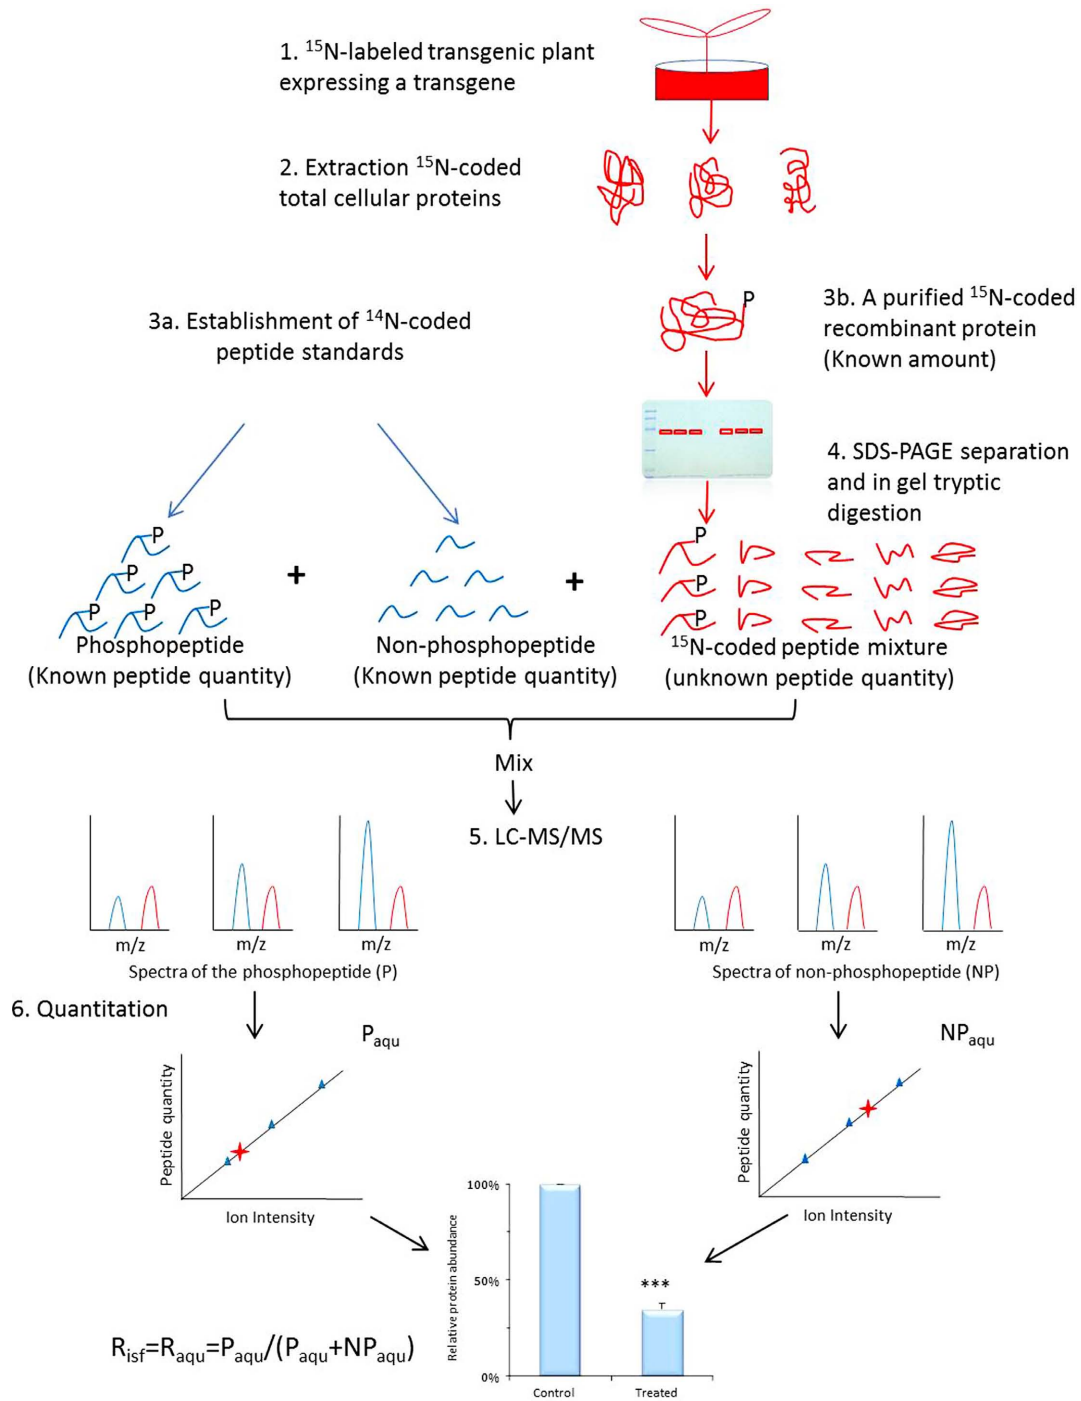 1. ¹⁵N-labeled transgenic plant
expressing a transgene
2. Extraction ¹⁵N-coded
total cellular proteins
3a. Establishment of ¹⁴N-coded
peptide standards
P
3b. A purified ¹⁵N-coded
recombinant protein
(Known amount)
4. SDS-PAGE separation
and in gel tryptic
digestion
P
P P
P P P
Phosphopeptide
(Known peptide quantity)
+
Non-phosphopeptide
(Known peptide quantity)
+
P
P
P
¹⁵N-coded peptide mixture
(unknown peptide quantity)
Mix
5. LC-MS/MS
m/z m/z m/z
Spectra of the phosphopeptide (P)
m/z m/z m/z
Spectra of non-phosphopeptide (NP)
6. Quantitation
Pₐqᵤ
Peptide quantity
Ion Intensity
NPₐqᵤ
Peptide quantity
Ion Intensity
Relative protein abundance
100%
50%
0%
***
Control Treated
Risf=Raqu=Paqu/(Paqu+NPaqu)